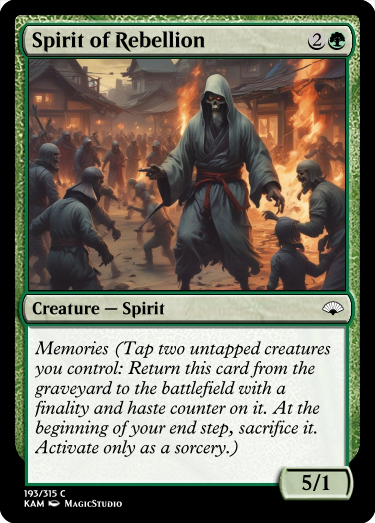 Spirit of Rebellion 2
Creature — Spirit
Memories (Tap two untapped creatures
you control: Return this card from the
graveyard to the battlefield with a
finality and haste counter on it. At the
beginning of your end step, sacrifice it.
Activate only as a sorcery.)
5/1
193/315 C
KAM MagicStudio